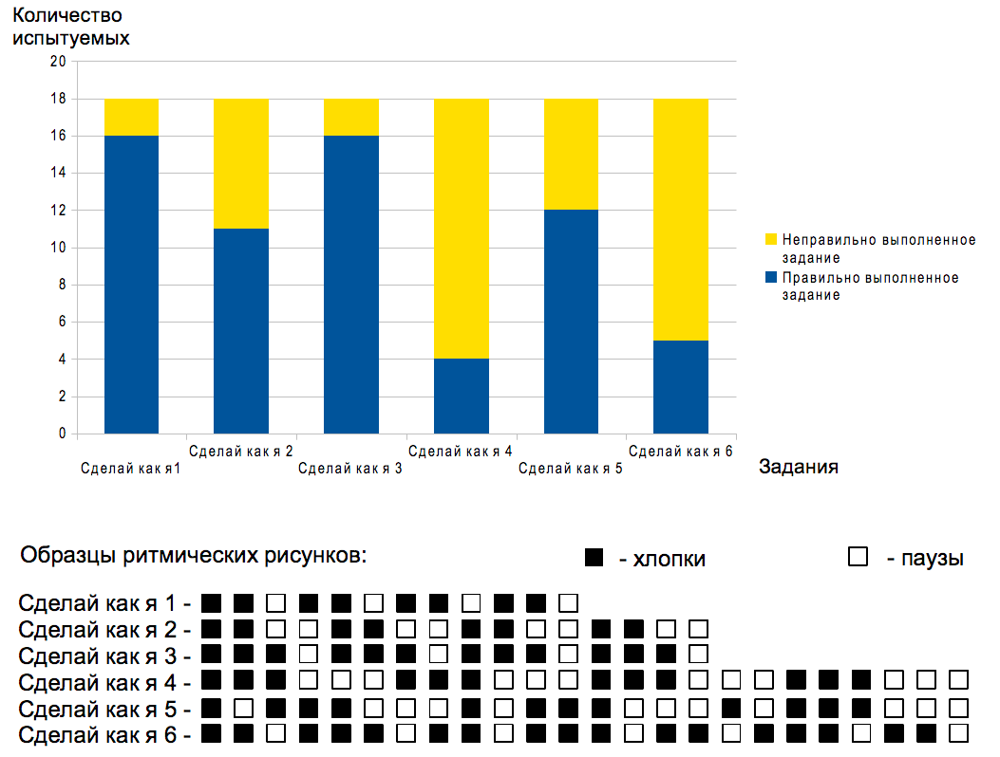 Количество
испытуемых
20
18
16
14
12
10
8
6
4
2
0
Сделай как я1
Сделай как я 2
Сделай как я 3
Сделай как я 4
Сделай как я 5
Сделай как я 6
Задания
Неправильно выполненное
задание
Правильно выполненное
задание
Образцы ритмических рисунков:
- хлопки
- паузы
Сделай как я 1 -
Сделай как я 2 -
Сделай как я 3 -
Сделай как я 4 -
Сделай как я 5 -
Сделай как я 6 -